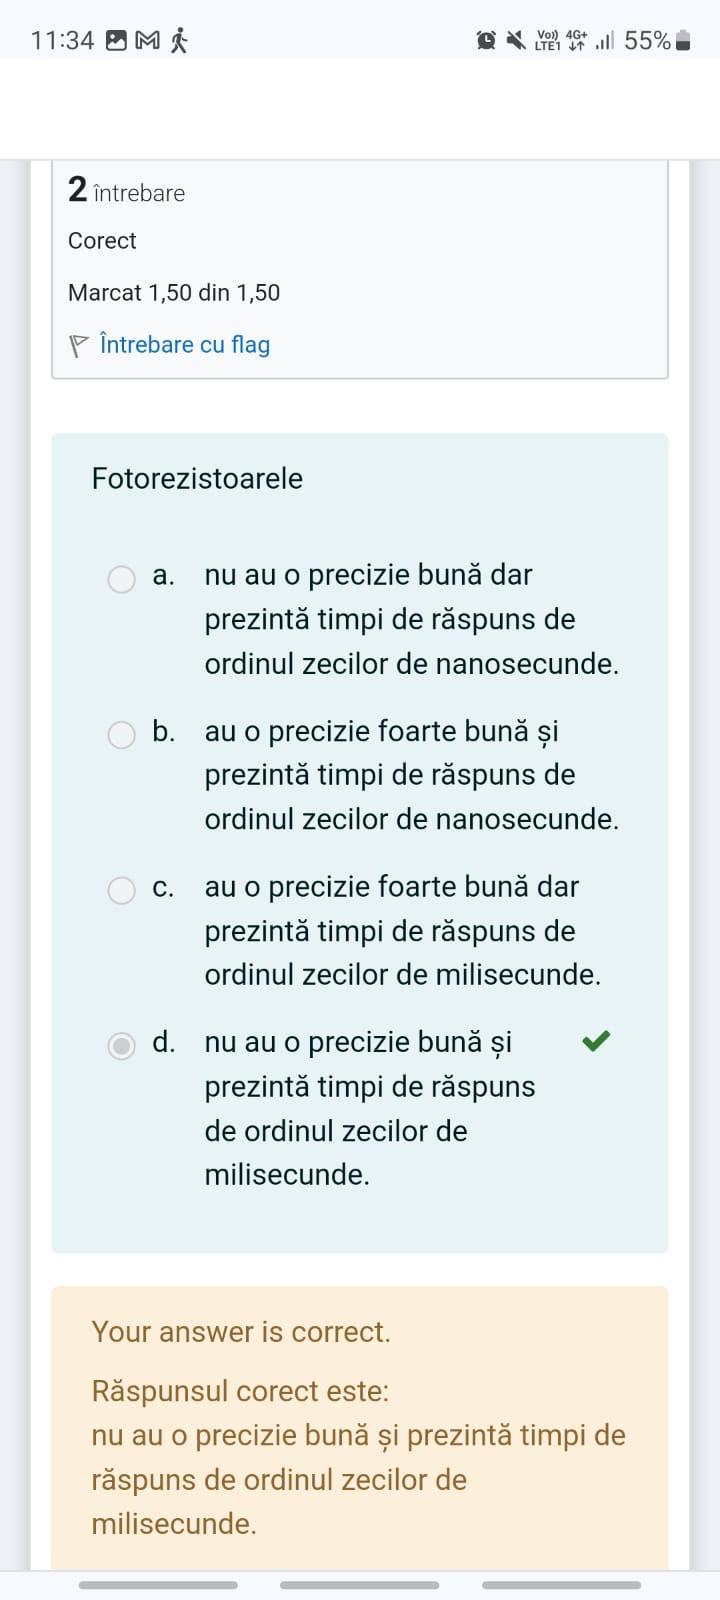 11:34 Vo)) 4G+ 55%
LTE1
2 întrebare
Corect
Marcat 1,50 din 1,50
Întrebare cu flag
Fotorezistoarele
a. nu au o precizie bună dar
prezintă timpi de răspuns de
ordinul zecilor de nanosecunde.
b. au o precizie foarte bună și
prezintă timpi de răspuns de
ordinul zecilor de nanosecunde.
c. au o precizie foarte bună dar
prezintă timpi de răspuns de
ordinul zecilor de milisecunde.
d. nu au o precizie bună și
prezintă timpi de răspuns
de ordinul zecilor de
milisecunde.
Your answer is correct.
Răspunsul corect este:
nu au o precizie bună și prezintă timpi de
răspuns de ordinul zecilor de
milisecunde.